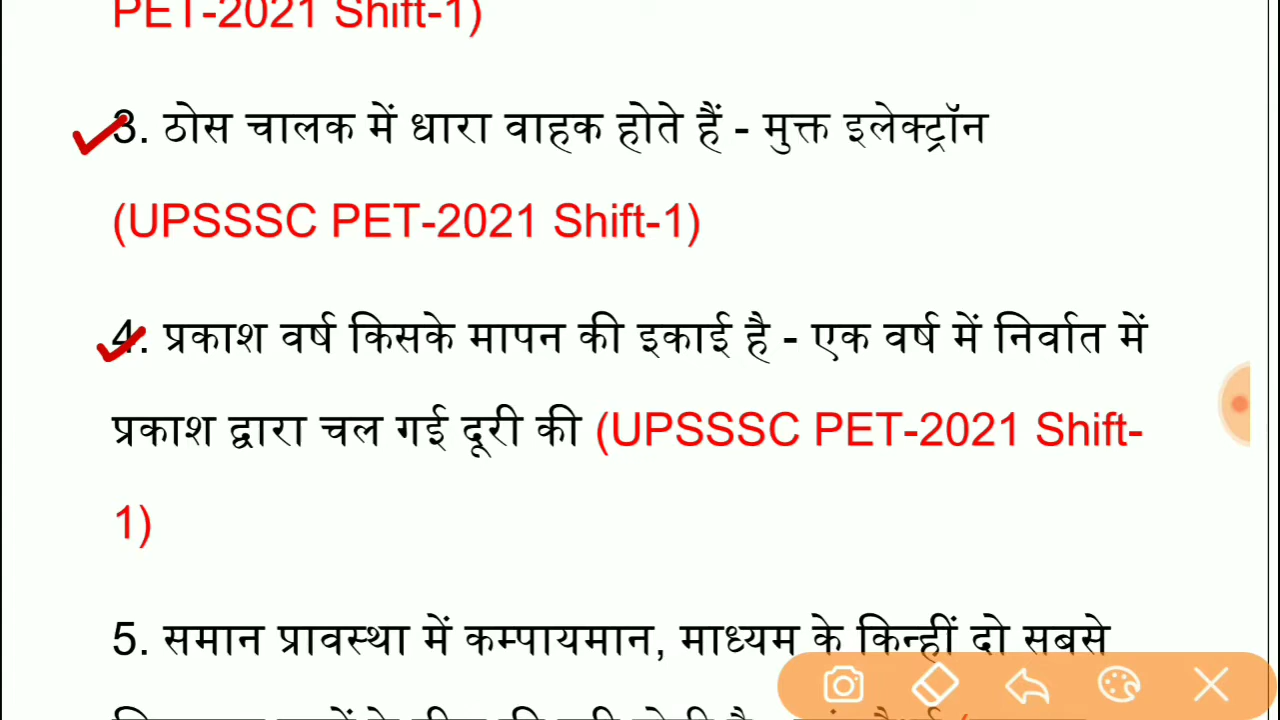 PET-2021 Shift-1)
3. ठोस चालक में धारा वाहक होते हैं - मुक्त इलेक्ट्रॉन
(UPSSSC PET-2021 Shift-1)
4. प्रकाश वर्ष किसके मापन की इकाई है - एक वर्ष में निर्वात में
प्रकाश द्वारा चल गई दूरी की (UPSSSC PET-2021 Shift-
1)
5. समान प्रावस्था में कम्पायमान, माध्यम के किन्हीं दो सबसे